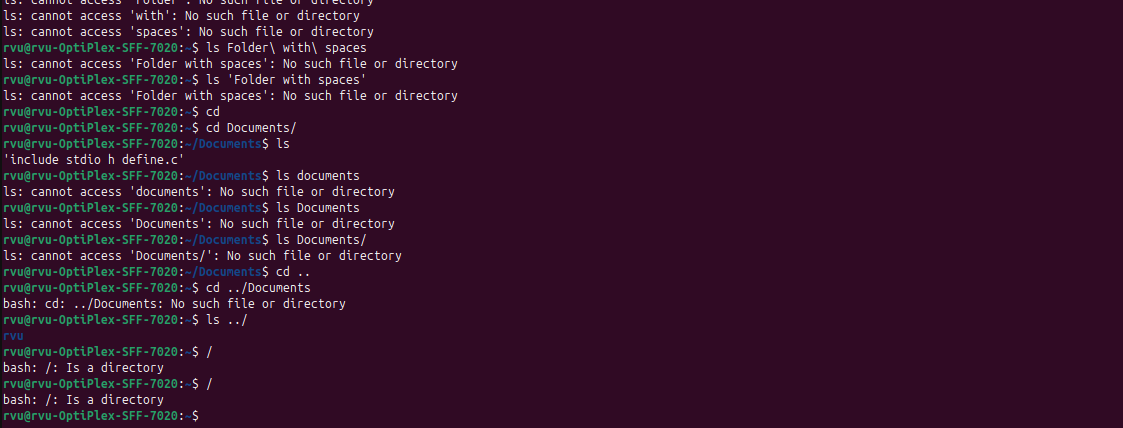 ls: cannot access 'Folder': No such file or directory
ls: cannot access 'with': No such file or directory
ls: cannot access 'spaces': No such file or directory
rvu@rvu-OptiPlex-SFF-7020:~$ ls Folder\ with\ spaces
ls: cannot access 'Folder with spaces': No such file or directory
rvu@rvu-OptiPlex-SFF-7020:~$ ls 'Folder with spaces'
ls: cannot access 'Folder with spaces': No such file or directory
rvu@rvu-OptiPlex-SFF-7020:~$ cd
rvu@rvu-OptiPlex-SFF-7020:~$ cd Documents/
rvu@rvu-OptiPlex-SFF-7020:~/Documents$ ls
'include stdio h define.c'
rvu@rvu-OptiPlex-SFF-7020:~/Documents$ ls documents
ls: cannot access 'documents': No such file or directory
rvu@rvu-OptiPlex-SFF-7020:~/Documents$ ls Documents
ls: cannot access 'Documents': No such file or directory
rvu@rvu-OptiPlex-SFF-7020:~/Documents$ ls Documents/
ls: cannot access 'Documents/': No such file or directory
rvu@rvu-OptiPlex-SFF-7020:~/Documents$ cd ..
rvu@rvu-OptiPlex-SFF-7020:~$ cd ../Documents
bash: cd: ../Documents: No such file or directory
rvu@rvu-OptiPlex-SFF-7020:~$ ls ../
rvu
rvu@rvu-OptiPlex-SFF-7020:~$ /
bash: /: Is a directory
rvu@rvu-OptiPlex-SFF-7020:~$ /
bash: /: Is a directory
rvu@rvu-OptiPlex-SFF-7020:~$